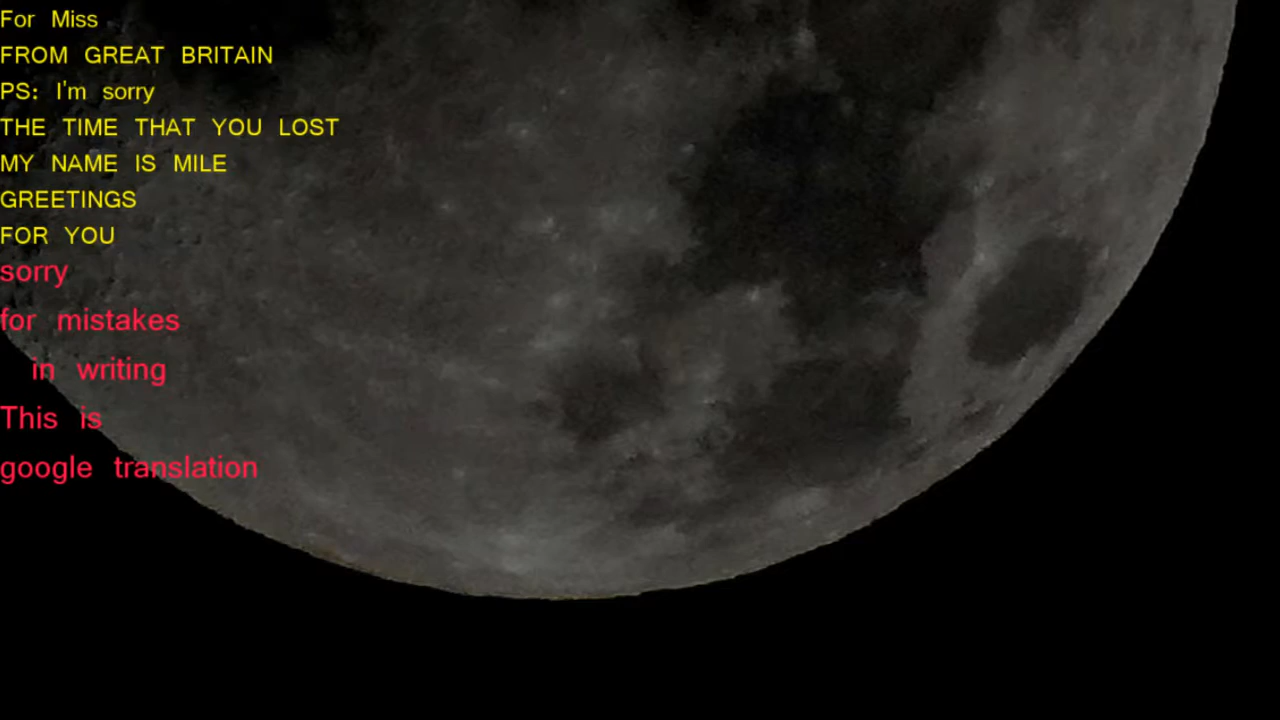 For Miss
FROM GREAT BRITAIN
PS: I'm sorry
THE TIME THAT YOU LOST
MY NAME IS MILE
GREETINGS
FOR YOU
sorry
for mistakes
in writing
This is
google translation